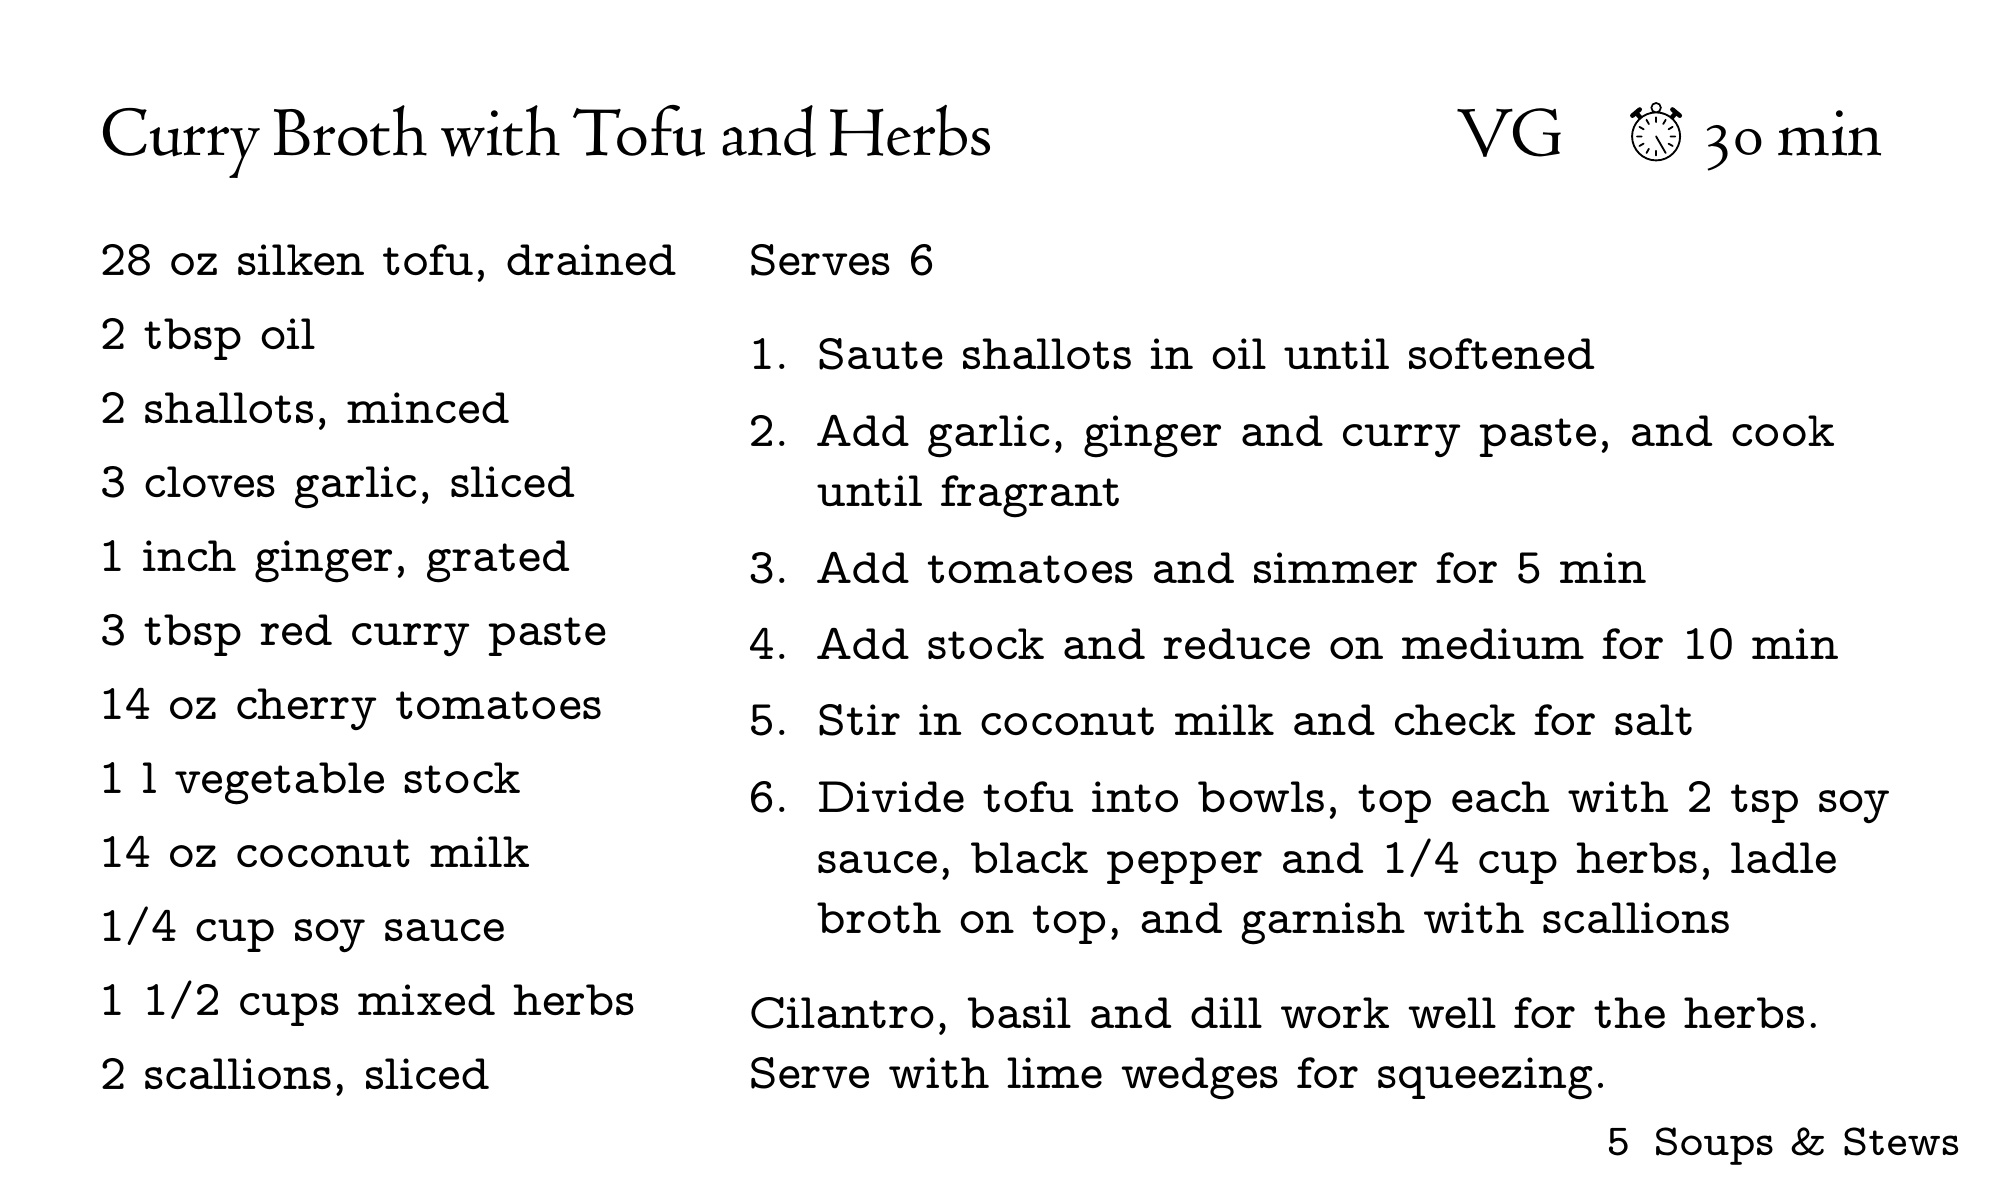 Curry Broth with Tofu and Herbs
VG 30 min
28 oz silken tofu, drained
2 tbsp oil
2 shallots, minced
3 cloves garlic, sliced
1 inch ginger, grated
3 tbsp red curry paste
14 oz cherry tomatoes
1 l vegetable stock
14 oz coconut milk
1/4 cup soy sauce
1 1/2 cups mixed herbs
2 scallions, sliced
Serves 6
1. Saute shallots in oil until softened
2. Add garlic, ginger and curry paste, and cook
until fragrant
3. Add tomatoes and simmer for 5 min
4. Add stock and reduce on medium for 10 min
5. Stir in coconut milk and check for salt
6. Divide tofu into bowls, top each with 2 tsp soy
sauce, black pepper and 1/4 cup herbs, ladle
broth on top, and garnish with scallions
Cilantro, basil and dill work well for the herbs.
Serve with lime wedges for squeezing.
5 Soups & Stews